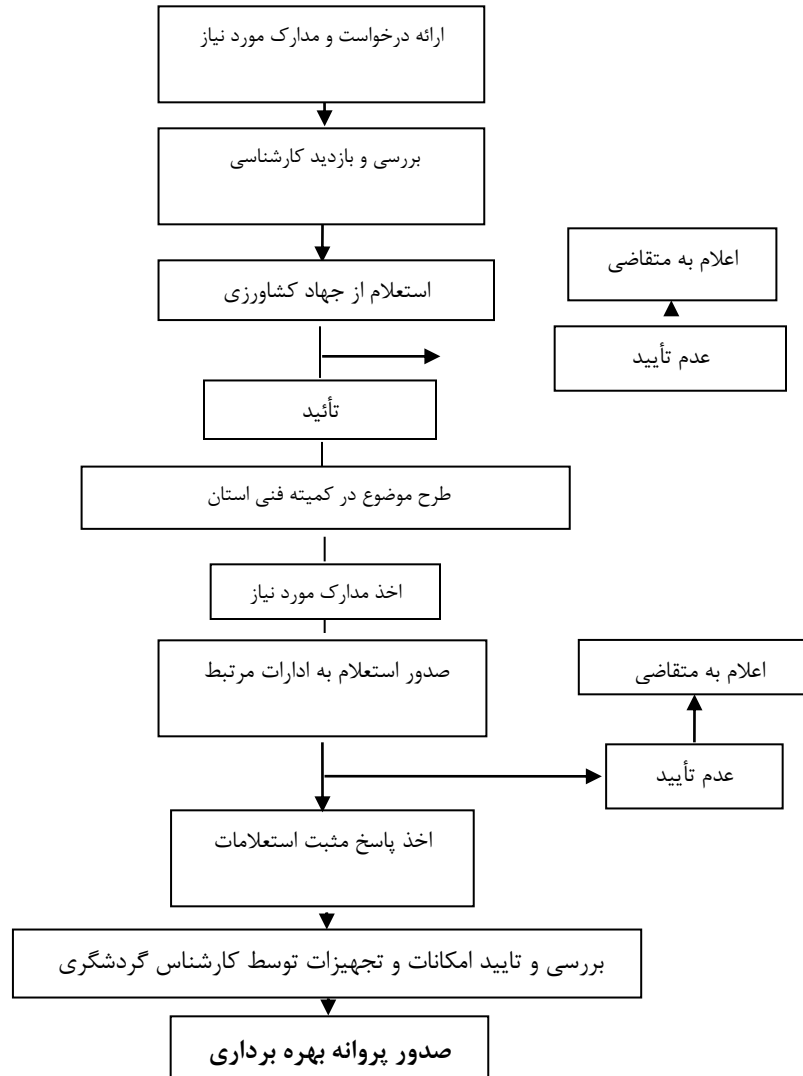 ارائه درخواست و مدارک مورد نیاز
بررسی و بازدید کارشناسی
استعلام از جهاد کشاورزی
اعلام به متقاضی
عدم تأیید
تأئید
طرح موضوع در کمیته فنی استان
اخذ مدارک مورد نیاز
صدور استعلام به ادارات مرتبط
اعلام به متقاضی
عدم تأیید
اخذ پاسخ مثبت استعلامات
بررسی و تایید امکانات و تجهیزات توسط کارشناس گردشگری
صدور پروانه بهره برداری